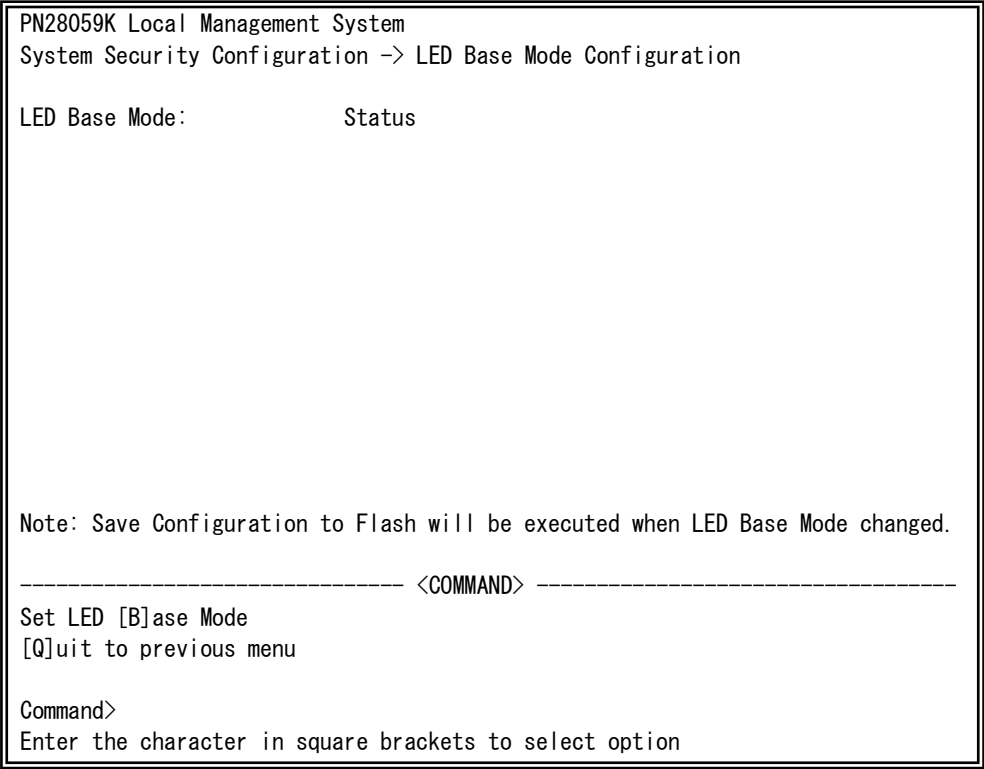 PN28059K Local Management System
System Security Configuration -> LED Base Mode Configuration
LED Base Mode: Status
Note: Save Configuration to Flash will be executed when LED Base Mode changed.
-------------------------------- <COMMAND> -----------------------------------
Set LED [B]ase Mode
[Q]uit to previous menu
Command>
Enter the character in square brackets to select option